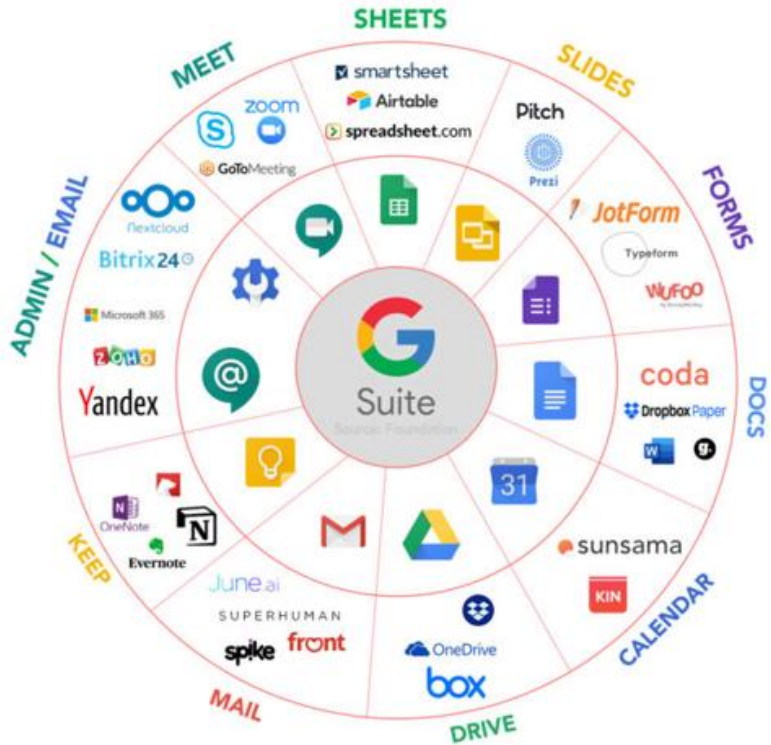 SHEETS
smartsheet
Airtable
spreadsheet.com
SLIDES
Pitch
Prezi
FORMS
JotForm
Typeform
WUFOO
DOCS
coda
Dropbox Paper
W
g.
CALENDAR
31
sunsama
KIN
DRIVE
OneDrive
box
MAIL
June.ai
SUPERHUMAN
spike
front
KEEP
N
OneNote
N
Evernote
ADMIN / EMAIL
nextcloud
Bitrix24
Microsoft 365
ZOHO
Yandex
@
MEET
S
zoom
GoToMeeting
G
Suite
Source: Foundation